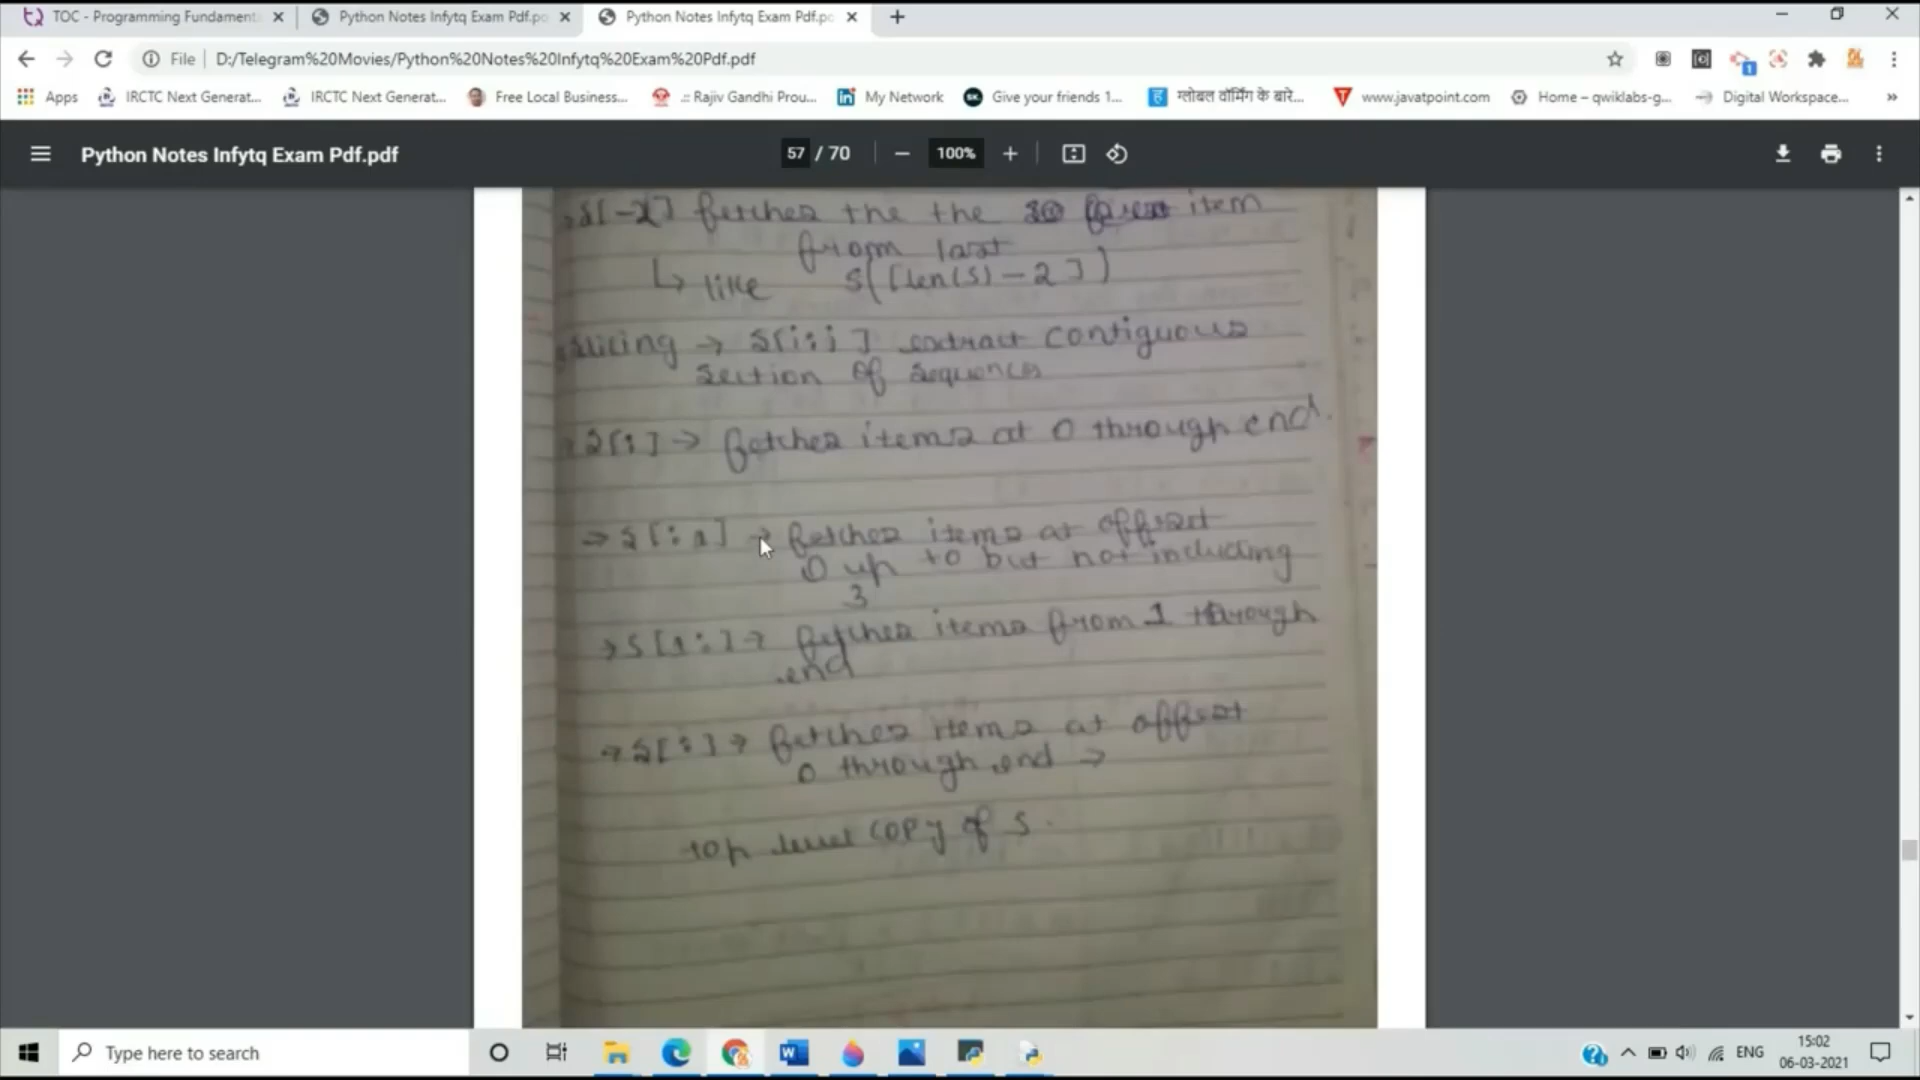 TOC - Programming Fundament
Python Notes Infytq Exam Pdf.po
Python Notes Infytq Exam Pdf.po
File | D:/Telegram%20Movies/Python%20Notes%20Infytq%20Exam%20Pdf.pdf
Apps
IRCTC Next Generat...
IRCTC Next Generat...
Free Local Business...
.:: Rajiv Gandhi Prou...
My Network
Give your friends 1...
ग्लोबल वॉर्मिंग के बारे...
www.javatpoint.com
Home – qwiklabs-g...
Digital Workspace...
Python Notes Infytq Exam Pdf.pdf
57 / 70
100%
S[-2] fetches the the item
from last
↳ like S([len(S)-2])
slicing → S[i:j] extract contiguous
section of sequences
S[:] → fetches items at 0 through end.
→ S[:1] → fetches items at offset
0 up to but not including
3
→ S[1:] → fetches items from 1 through
end
→ S[:] → fetches items at offset
0 through end →
top level copy of S.
Type here to search
ENG
15:02
06-03-2021